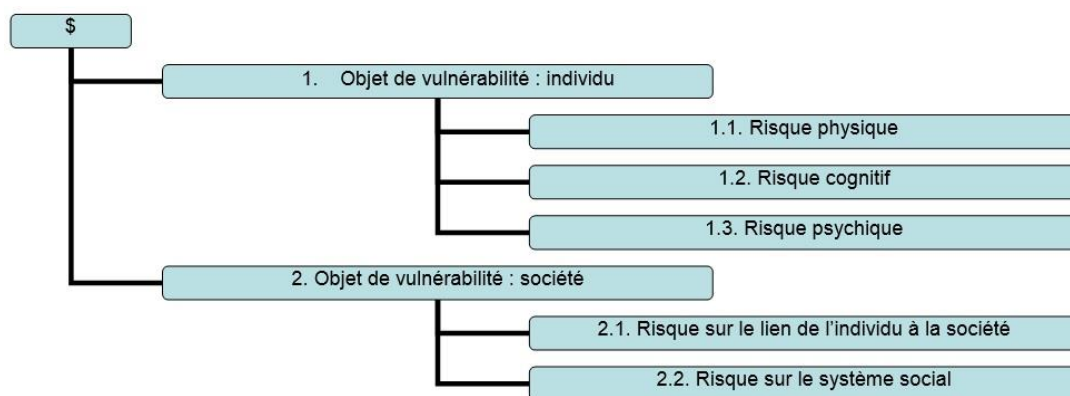 $
1. Objet de vulnérabilité : individu
1.1. Risque physique
1.2. Risque cognitif
1.3. Risque psychique
2. Objet de vulnérabilité : société
2.1. Risque sur le lien de l’individu à la société
2.2. Risque sur le système social